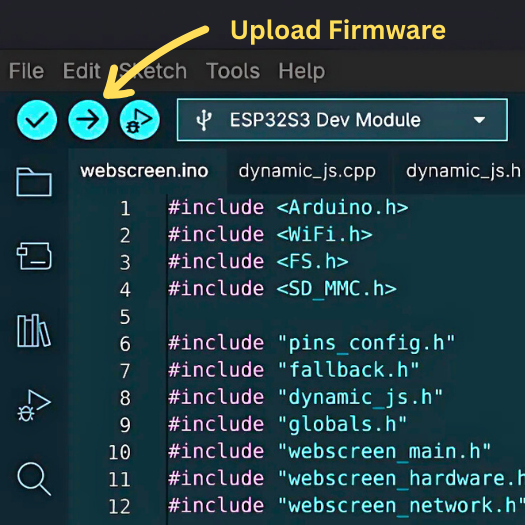 Upload Firmware
File Edit Sketch Tools Help
ESP32S3 Dev Module
webscreen.ino dynamic_js.cpp dynamic_js.h
1 #include <Arduino.h>
2 #include <WiFi.h>
3 #include <FS.h>
4 #include <SD_MMC.h>
5
6 #include "pins_config.h"
7 #include "fallback.h"
8 #include "dynamic_js.h"
9 #include "globals.h"
10 #include "webscreen_main.h"
11 #include "webscreen_hardware.h
12 #include "webscreen_network.h"